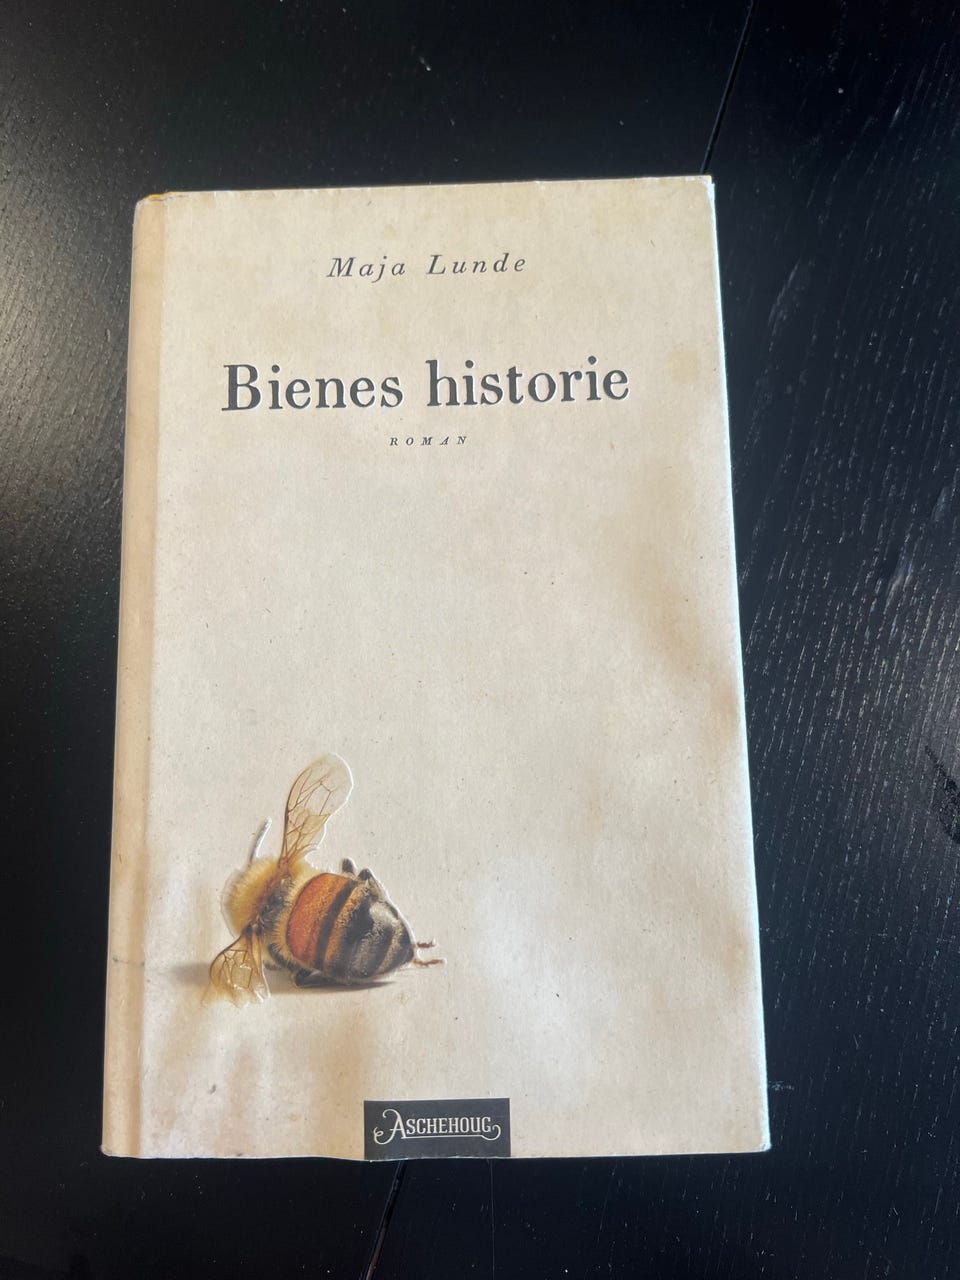 Maja Lunde
Bienes historie
ROMAN
ASCHEHOUG